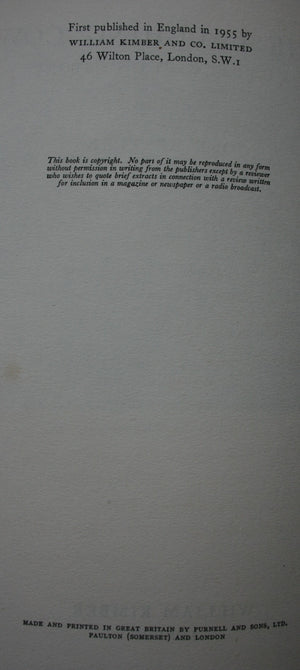 First published in England in 1955 by
WILLIAM KIMBER AND CO. LIMITED
46 Wilton Place, London, S.W.1
This book is copyright. No part of it may be reproduced in any form
without permission in writing from the publishers except by a reviewer
who wishes to quote brief extracts in connection with a review written
for inclusion in a magazine or newspaper or a radio broadcast.
WILLIAM KIMBER
MADE AND PRINTED IN GREAT BRITAIN BY PURNELL AND SONS, LTD.
PAULTON (SOMERSET) AND LONDON